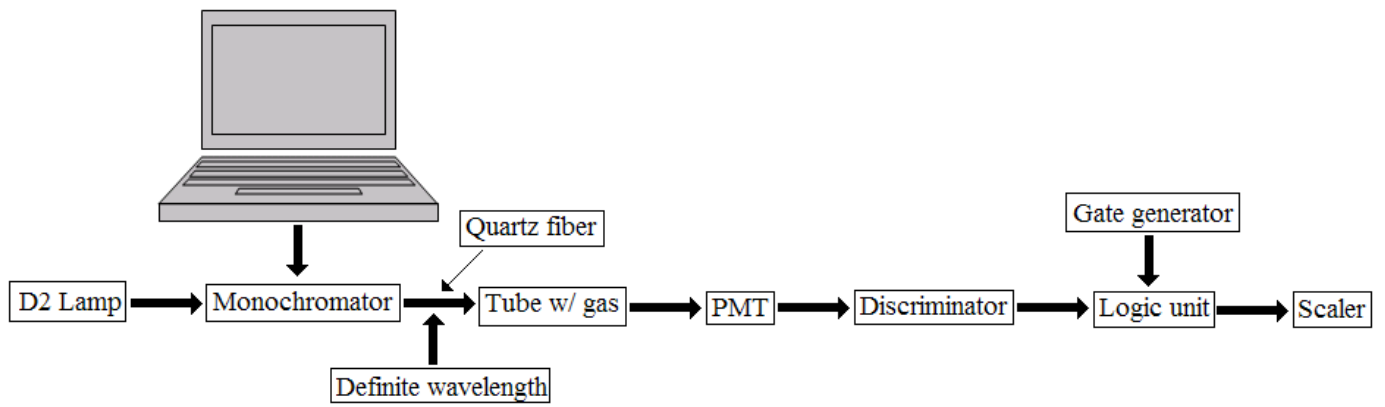 Quartz fiber
Gate generator
D2 Lamp
Monochromator
Tube w/ gas
PMT
Discriminator
Logic unit
Scaler
Definite wavelength